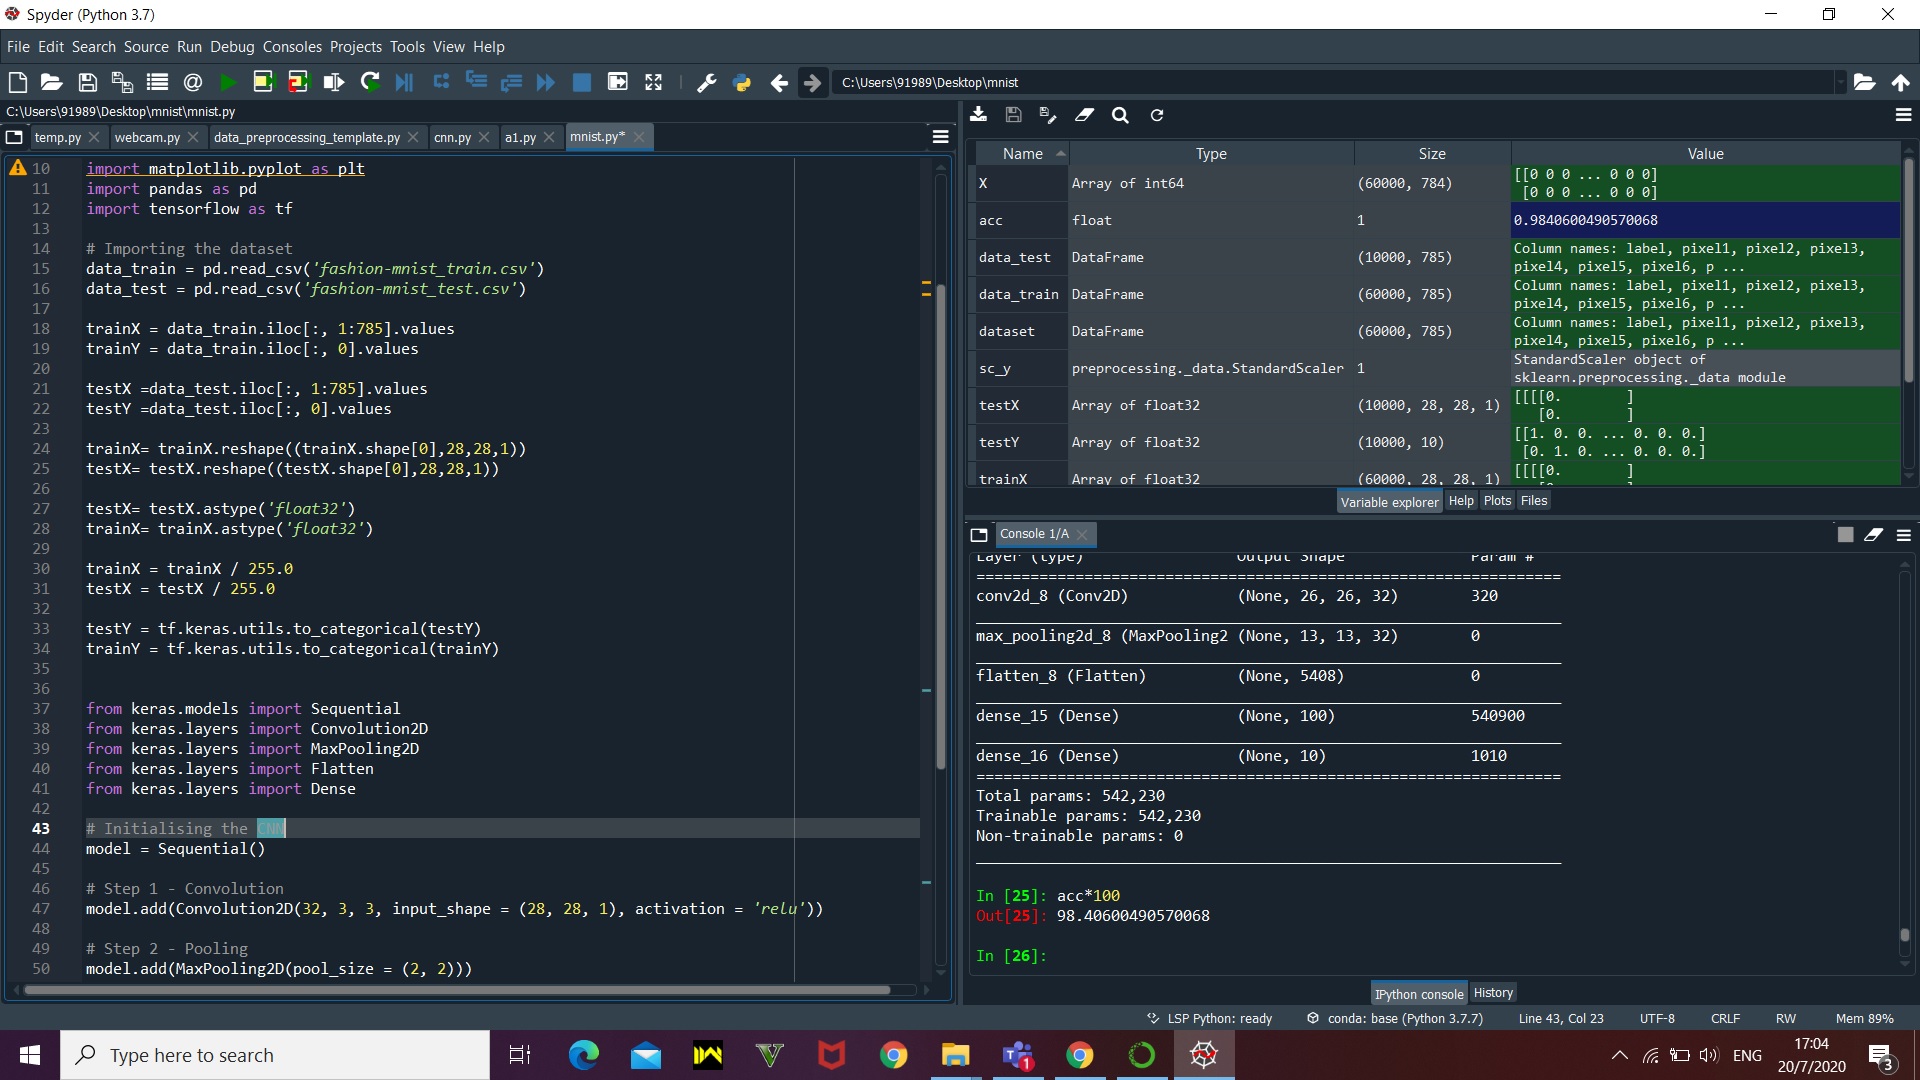 Spyder (Python 3.7)
File Edit Search Source Run Debug Consoles Projects Tools View Help
C:\Users\91989\Desktop\mnist
C:\Users\91989\Desktop\mnist\mnist.py
temp.py webcam.py data_preprocessing_template.py cnn.py a1.py mnist.py*
10 import matplotlib.pyplot as plt
11 import pandas as pd
12 import tensorflow as tf
13
14 # Importing the dataset
15 data_train = pd.read_csv('fashion-mnist_train.csv')
16 data_test = pd.read_csv('fashion-mnist_test.csv')
17
18 trainX = data_train.iloc[:, 1:785].values
19 trainY = data_train.iloc[:, 0].values
20
21 testX =data_test.iloc[:, 1:785].values
22 testY =data_test.iloc[:, 0].values
23
24 trainX= trainX.reshape((trainX.shape[0],28,28,1))
25 testX= testX.reshape((testX.shape[0],28,28,1))
26
27 testX= testX.astype('float32')
28 trainX= trainX.astype('float32')
29
30 trainX = trainX / 255.0
31 testX = testX / 255.0
32
33 testY = tf.keras.utils.to_categorical(testY)
34 trainY = tf.keras.utils.to_categorical(trainY)
35
36
37 from keras.models import Sequential
38 from keras.layers import Convolution2D
39 from keras.layers import MaxPooling2D
40 from keras.layers import Flatten
41 from keras.layers import Dense
42
43 # Initialising the CNN
44 model = Sequential()
45
46 # Step 1 - Convolution
47 model.add(Convolution2D(32, 3, 3, input_shape = (28, 28, 1), activation = 'relu'))
48
49 # Step 2 - Pooling
50 model.add(MaxPooling2D(pool_size = (2, 2)))
Name Type Size Value
X Array of int64 (60000, 784) [[0 0 0 ... 0 0 0]
[0 0 0 ... 0 0 0]
acc float 1 0.9840600490570068
data_test DataFrame (10000, 785) Column names: label, pixel1, pixel2, pixel3,
pixel4, pixel5, pixel6, p ...
data_train DataFrame (60000, 785) Column names: label, pixel1, pixel2, pixel3,
pixel4, pixel5, pixel6, p ...
dataset DataFrame (60000, 785) Column names: label, pixel1, pixel2, pixel3,
pixel4, pixel5, pixel6, p ...
sc_y preprocessing._data.StandardScaler 1 StandardScaler object of
sklearn.preprocessing._data module
testX Array of float32 (10000, 28, 28, 1) [[[[0. ]
[0. ]
testY Array of float32 (10000, 10) [[1. 0. 0. ... 0. 0. 0.]
[0. 1. 0. ... 0. 0. 0.]
trainX Array of float32 (60000, 28, 28, 1) [[[[0. ]
Variable explorer Help Plots Files
Console 1/A
Layer (type) Output Shape Param #
=================================================================
conv2d_8 (Conv2D) (None, 26, 26, 32) 320
max_pooling2d_8 (MaxPooling2 (None, 13, 13, 32) 0
flatten_8 (Flatten) (None, 5408) 0
dense_15 (Dense) (None, 100) 540900
dense_16 (Dense) (None, 10) 1010
=================================================================
Total params: 542,230
Trainable params: 542,230
Non-trainable params: 0
In [25]: acc*100
Out[25]: 98.40600490570068
In [26]:
IPython console History
LSP Python: ready conda: base (Python 3.7.7) Line 43, Col 23 UTF-8 CRLF RW Mem 89%
Type here to search
1
ENG
17:04
20/7/2020
3